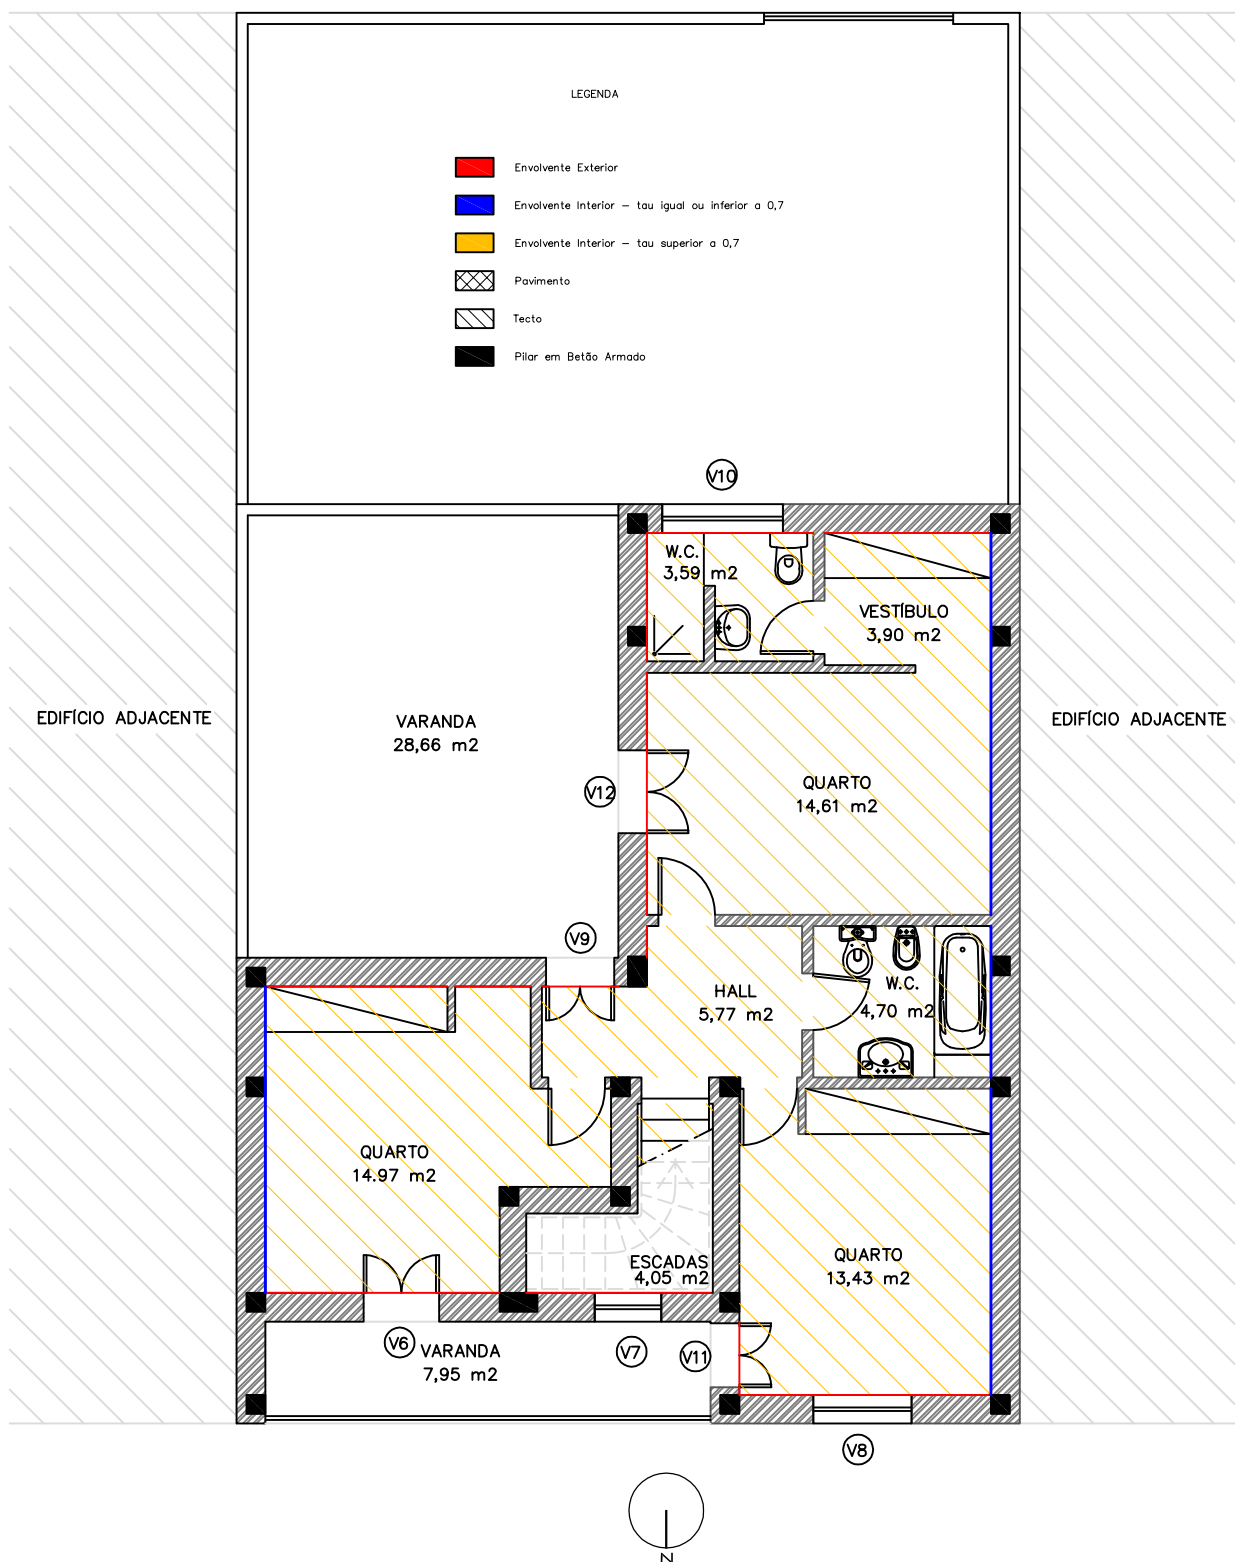 LEGENDA
Envolvente Exterior
Envolvente Interior – tau igual ou inferior a 0,7
Envolvente Interior – tau superior a 0,7
Pavimento
Tecto
Pilar em Betão Armado
V10
W.C.
3,59 m2
VESTÍBULO
3,90 m2
EDIFÍCIO ADJACENTE
VARANDA
28,66 m2
EDIFÍCIO ADJACENTE
V12
QUARTO
14,61 m2
V9
HALL
5,77 m2
W.C.
4,70 m2
QUARTO
14.97 m2
ESCADAS
4,05 m2
QUARTO
13,43 m2
V6
VARANDA
7,95 m2
V7
V11
V8
N